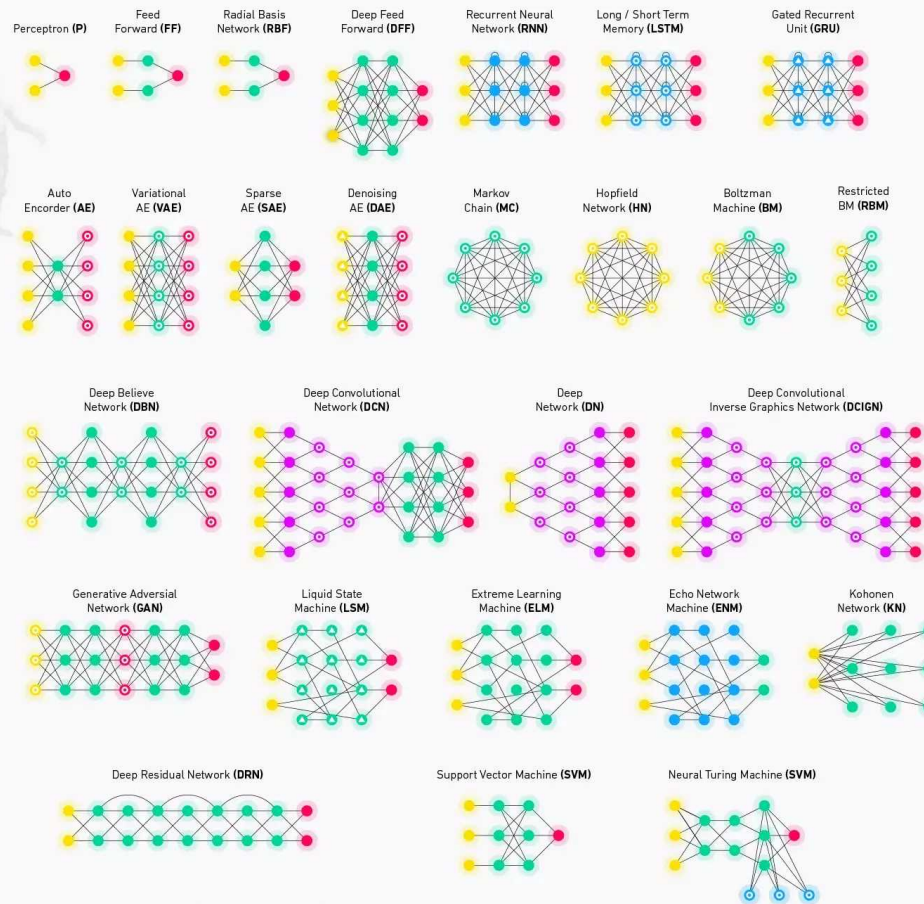 Perceptron (P)
Feed
Forward (FF)
Radial Basis
Network (RBF)
Deep Feed
Forward (DFF)
Recurrent Neural
Network (RNN)
Long / Short Term
Memory (LSTM)
Gated Recurrent
Unit (GRU)
Auto
Encorder (AE)
Variational
AE (VAE)
Sparse
AE (SAE)
Denoising
AE (DAE)
Markov
Chain (MC)
Hopfield
Network (HN)
Boltzman
Machine (BM)
Restricted
BM (RBM)
Deep Believe
Network (DBN)
Deep Convolutional
Network (DCN)
Deep
Network (DN)
Deep Convolutional
Inverse Graphics Network (DCIGN)
Generative Adversial
Network (GAN)
Liquid State
Machine (LSM)
Extreme Learning
Machine (ELM)
Echo Network
Machine (ENM)
Kohonen
Network (KN)
Deep Residual Network (DRN)
Support Vector Machine (SVM)
Neural Turing Machine (SVM)